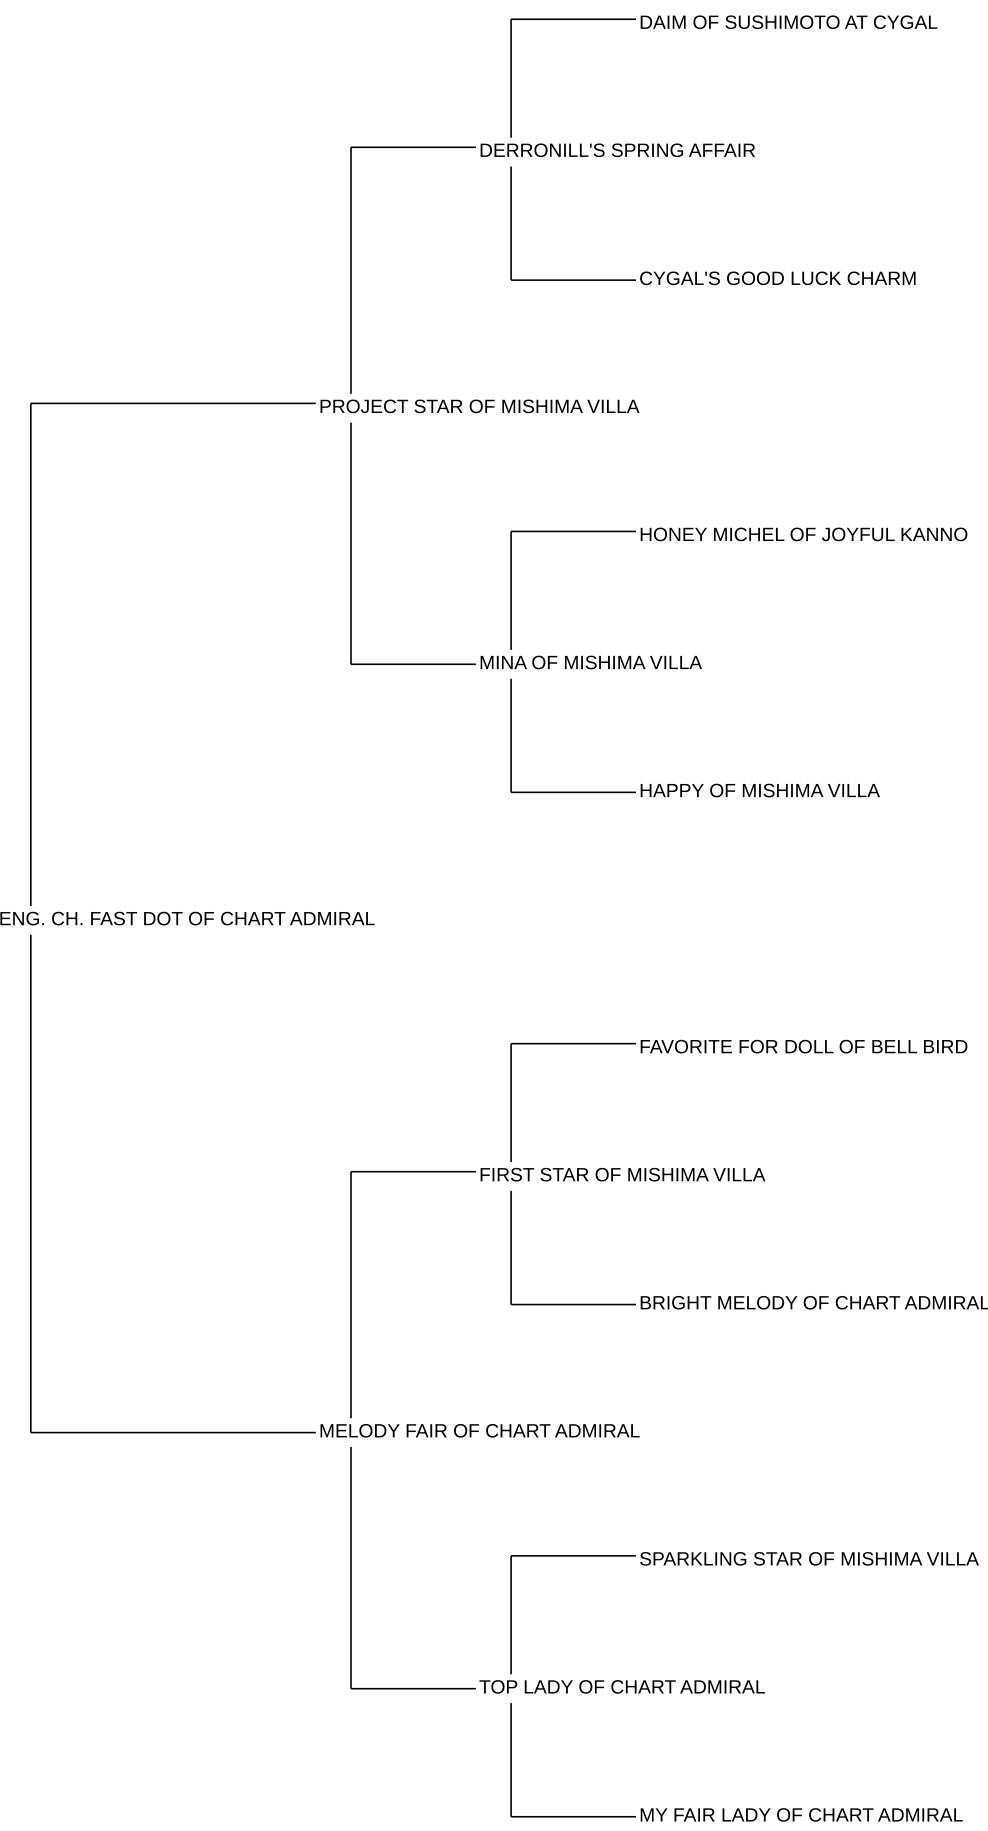 DAIM OF SUSHIMOTO AT CYGAL
DERRONILL'S SPRING AFFAIR
CYGAL'S GOOD LUCK CHARM
PROJECT STAR OF MISHIMA VILLA
HONEY MICHEL OF JOYFUL KANNO
MINA OF MISHIMA VILLA
HAPPY OF MISHIMA VILLA
ENG. CH. FAST DOT OF CHART ADMIRAL
FAVORITE FOR DOLL OF BELL BIRD
FIRST STAR OF MISHIMA VILLA
BRIGHT MELODY OF CHART ADMIRAL
MELODY FAIR OF CHART ADMIRAL
SPARKLING STAR OF MISHIMA VILLA
TOP LADY OF CHART ADMIRAL
MY FAIR LADY OF CHART ADMIRAL